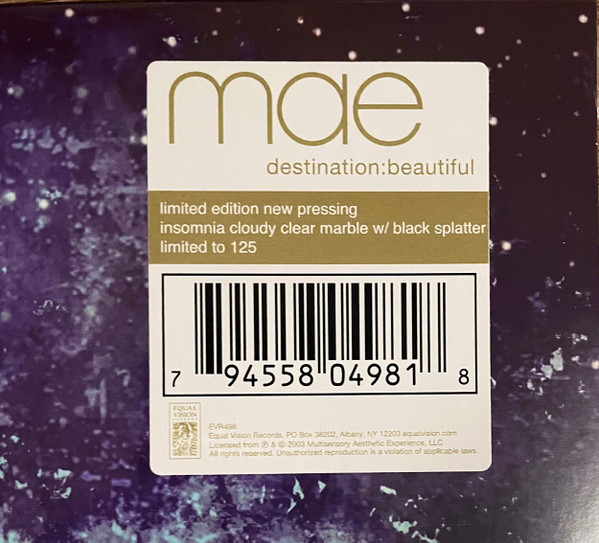 mae
destination:beautiful
limited edition new pressing
insomnia cloudy clear marble w/ black splatter
limited to 125
7 94558 04981 8
EQUAL
VISION
RECORDS
EVR498
Equal Vision Records, PO Box 38202, Albany, NY 12203 equalvision.com
Licensed from ℗ & © 2003 Multisensory Aesthetic Experience, LLC
All rights reserved. Unauthorized reproduction is a violation of applicable laws.